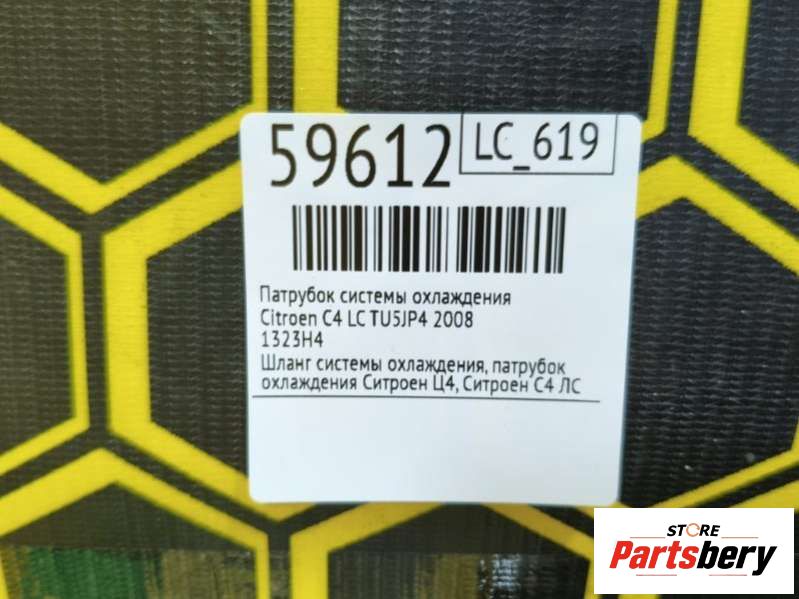 59612
LC_619
Патрубок системы охлаждения
Citroen C4 LC TU5JP4 2008
1323H4
Шланг системы охлаждения, патрубок
охлаждения Ситроен Ц4, Ситроен С4 ЛС
STORE
Partsbery